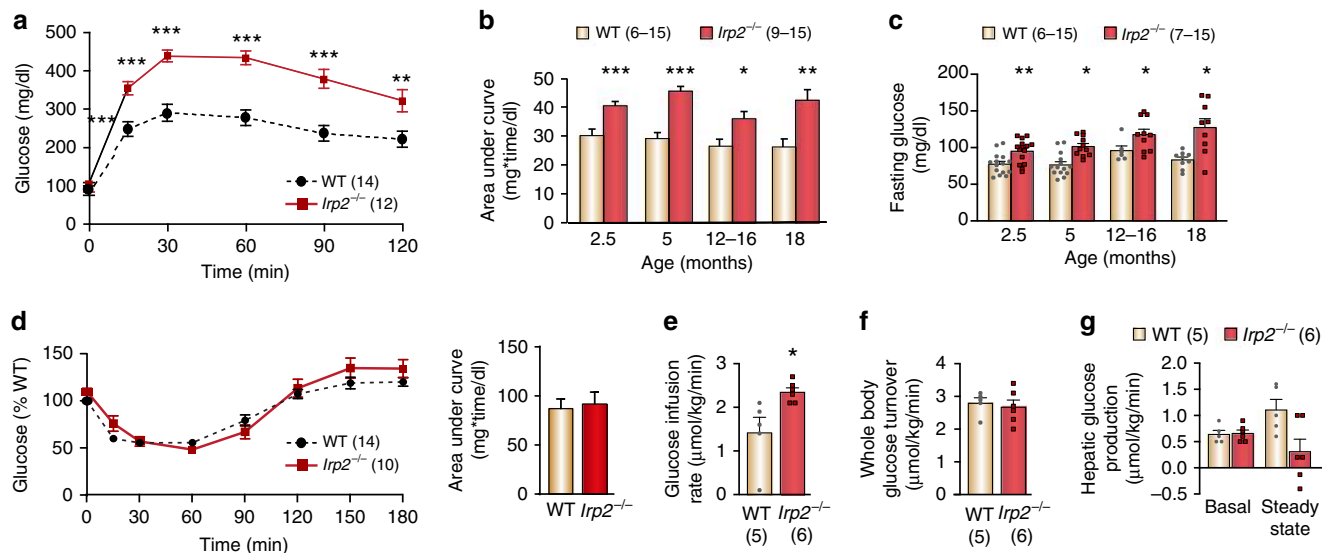 a
Glucose (mg/dl)
500
400
300
200
100
0
***
***
***
***
***
**
WT (14)
Irp2−/− (12)
0 30 60 90 120
Time (min)
b
WT (6–15) Irp2−/− (9–15)
Area under curve
(mg*time/dl)
50
40
30
20
10
0
*** *** * **
2.5 5 12–16 18
Age (months)
c
WT (6–15) Irp2−/− (7–15)
Fasting glucose
(mg/dl)
200
150
100
50
0
** * * *
2.5 5 12–16 18
Age (months)
d
Glucose (% WT)
150
100
50
0
WT (14)
Irp2−/− (10)
0 30 60 90 120 150 180
Time (min)
Area under curve
(mg*time/dl)
150
100
50
0
WT Irp2−/−
e
Glucose infusion
rate (μmol/kg/min)
3
2
1
0
*
WT Irp2−/−
(5) (6)
f
Whole body
glucose turnover
(μmol/kg/min)
4
3
2
1
0
WT Irp2−/−
(5) (6)
g
WT (5) Irp2−/− (6)
Hepatic glucose
production
(μmol/kg/min)
2.0
1.5
1.0
0.5
0.0
−0.5
Basal Steady
state